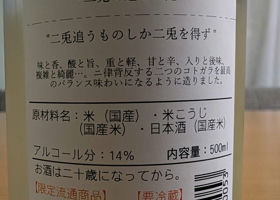 "二兎追うものしか二兎を得ず"
味と香、酸と旨、重と軽、甘と辛、入りと後味、
複雑と綺麗…。二律背反する二つのコトガラを最高
のバランス味わいになるように造りました。
原材料名：米（国産）・米こうじ
（国産米）・日本酒（国産米）
アルコール分：14% 内容量：500ml
お酒は二十歳になってから。
【限定流通商品】 【要冷蔵】